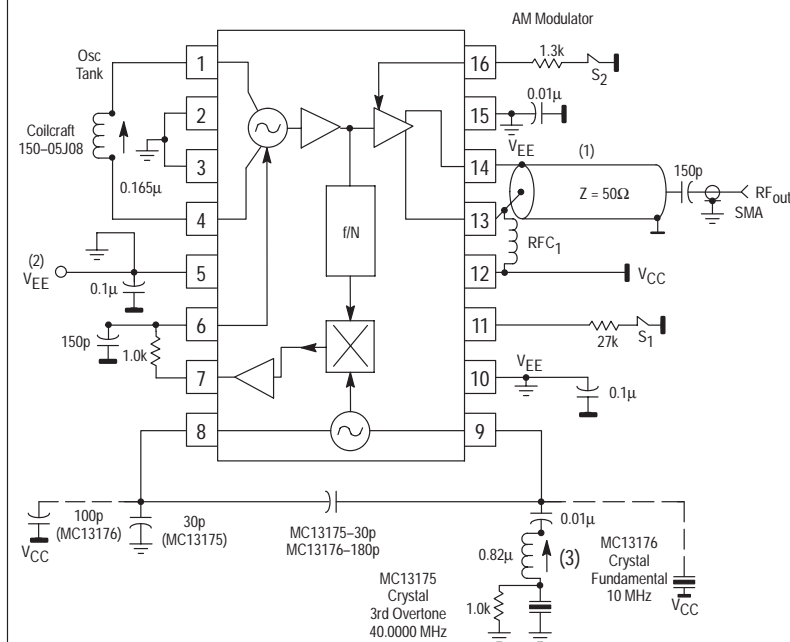 AM Modulator
Osc
Tank
Coilcraft
150–05J08
0.165µ
1
2
3
4
5
6
7
8
16
15
14
13
12
11
10
9
f/N
1.3k
S2
0.01µ
VEE
(1)
150p
Z = 50Ω
RFout
SMA
RFC1
VCC
(2)
VEE
0.1µ
150p
1.0k
27k
S1
VEE
0.1µ
100p
(MC13176)
VCC
30p
(MC13175)
MC13175–30p
MC13176–180p
0.01µ
0.82µ
(3)
MC13176
Crystal
Fundamental
10 MHz
VCC
MC13175
Crystal
3rd Overtone
40.0000 MHz
1.0k